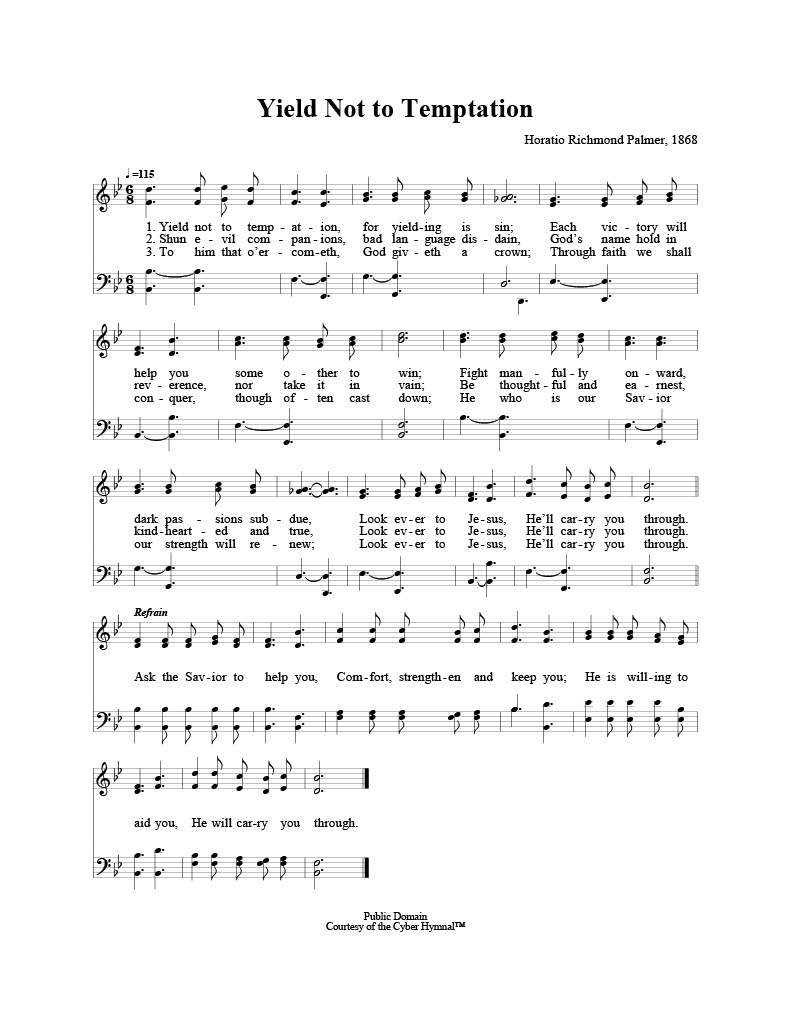 Yield Not to Temptation
Horatio Richmond Palmer, 1868
♩.=115
6 8
1. Yield not to temp - at - ion, for yield-ing is sin; Each vic - tory will
2. Shun e - vil com - pan - ions, bad lan - guage dis - dain, God's name hold in
3. To him that o'er - com-eth, God giv - eth a crown; Through faith we shall
6 8
help you some o - ther to win; Fight man - ful - ly on - ward,
rev - erence, nor take it in vain; Be thought - ful and ea - rnest,
con - quer, though of - ten cast down; He who is our Sav - ior
dark pas - sions sub - due, Look ev - er to Je - sus, He'll car - ry you through.
kind-heart - ed and true, Look ev - er to Je - sus, He'll car - ry you through.
our strength will re - new; Look ev - er to Je - sus, He'll car - ry you through.
Refrain
Ask the Sav - ior to help you, Com - fort, strength - en and keep you; He is will - ing to
aid you, He will car - ry you through.
Public Domain
Courtesy of the Cyber Hymnal™